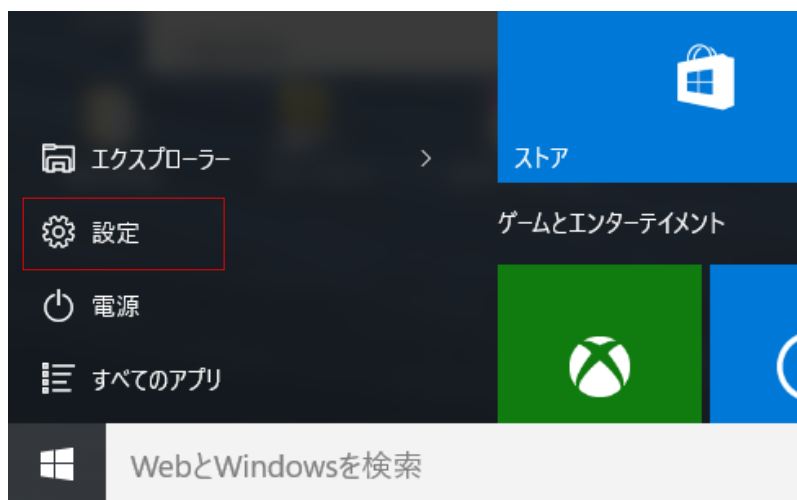 エクスプローラー
設定
電源
すべてのアプリ
ストア
ゲームとエンターテイメント
WebとWindowsを検索